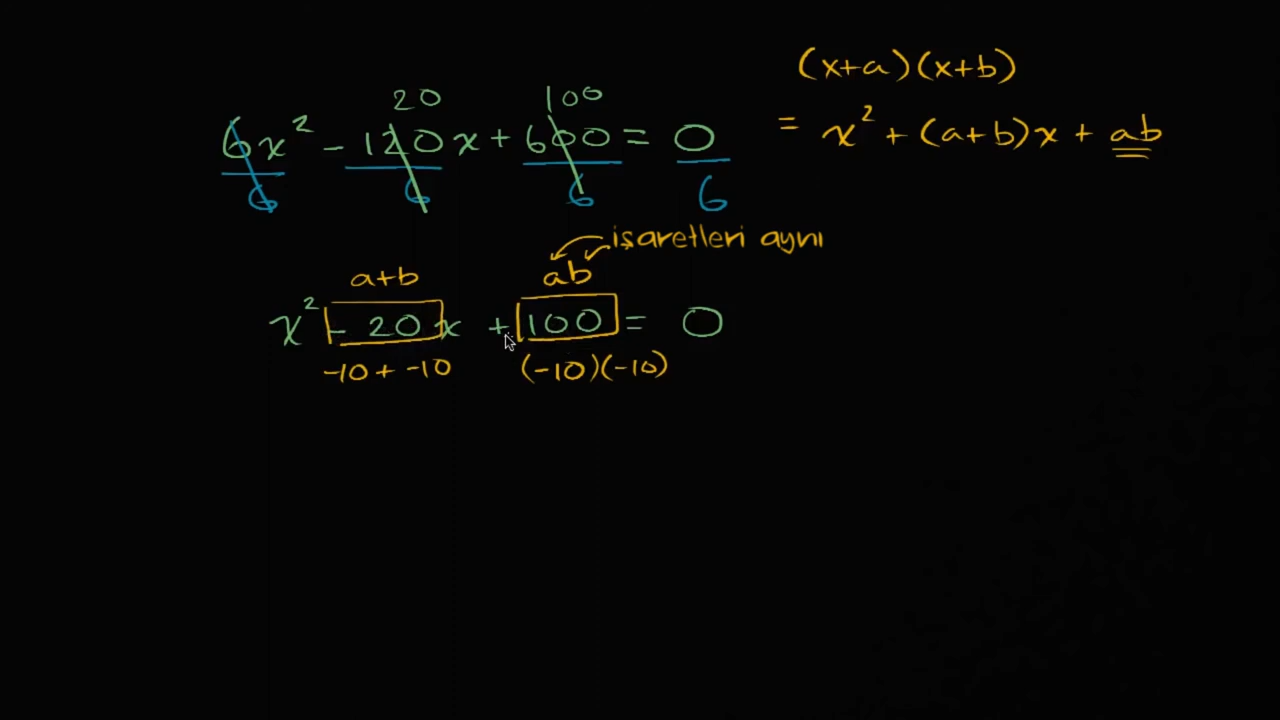 (x+a)(x+b)
20 100
6x² - 120x + 600 = 0 = x² + (a+b)x + ab
6 6 6 6
işaretleri aynı
a+b ab
x² - 20x + 100 = 0
-10 + -10 (-10)(-10)